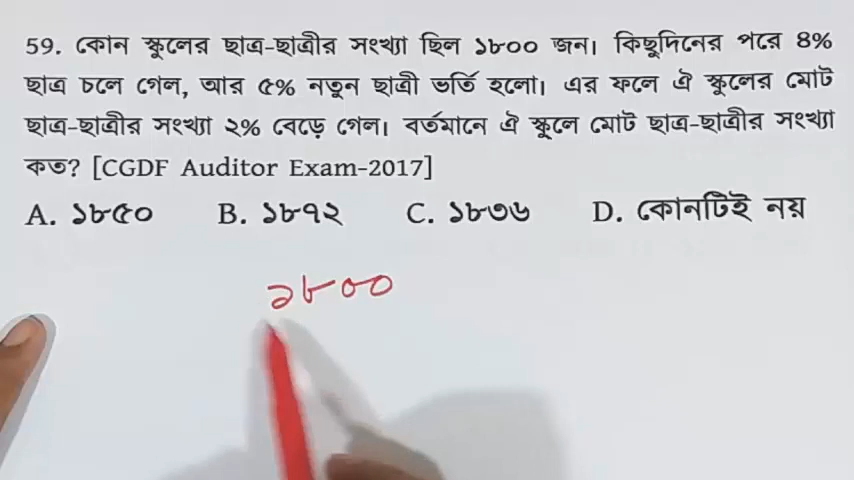 59. কোন স্কুলের ছাত্র-ছাত্রীর সংখ্যা ছিল ১৮০০ জন। কিছুদিনের পরে 8%
ছাত্র চলে গেল, আর ৫% নতুন ছাত্রী ভর্তি হলো। এর ফলে ঐ স্কুলের মোট
ছাত্র-ছাত্রীর সংখ্যা ২% বেড়ে গেল। বর্তমানে ঐ স্কুলে মোট ছাত্র-ছাত্রীর সংখ্যা
কত? [CGDF Auditor Exam-2017]
A. ১৮৫০ B. ১৮৭২ C. ১৮৩৬ D. কোনটিই নয়
১৮০০